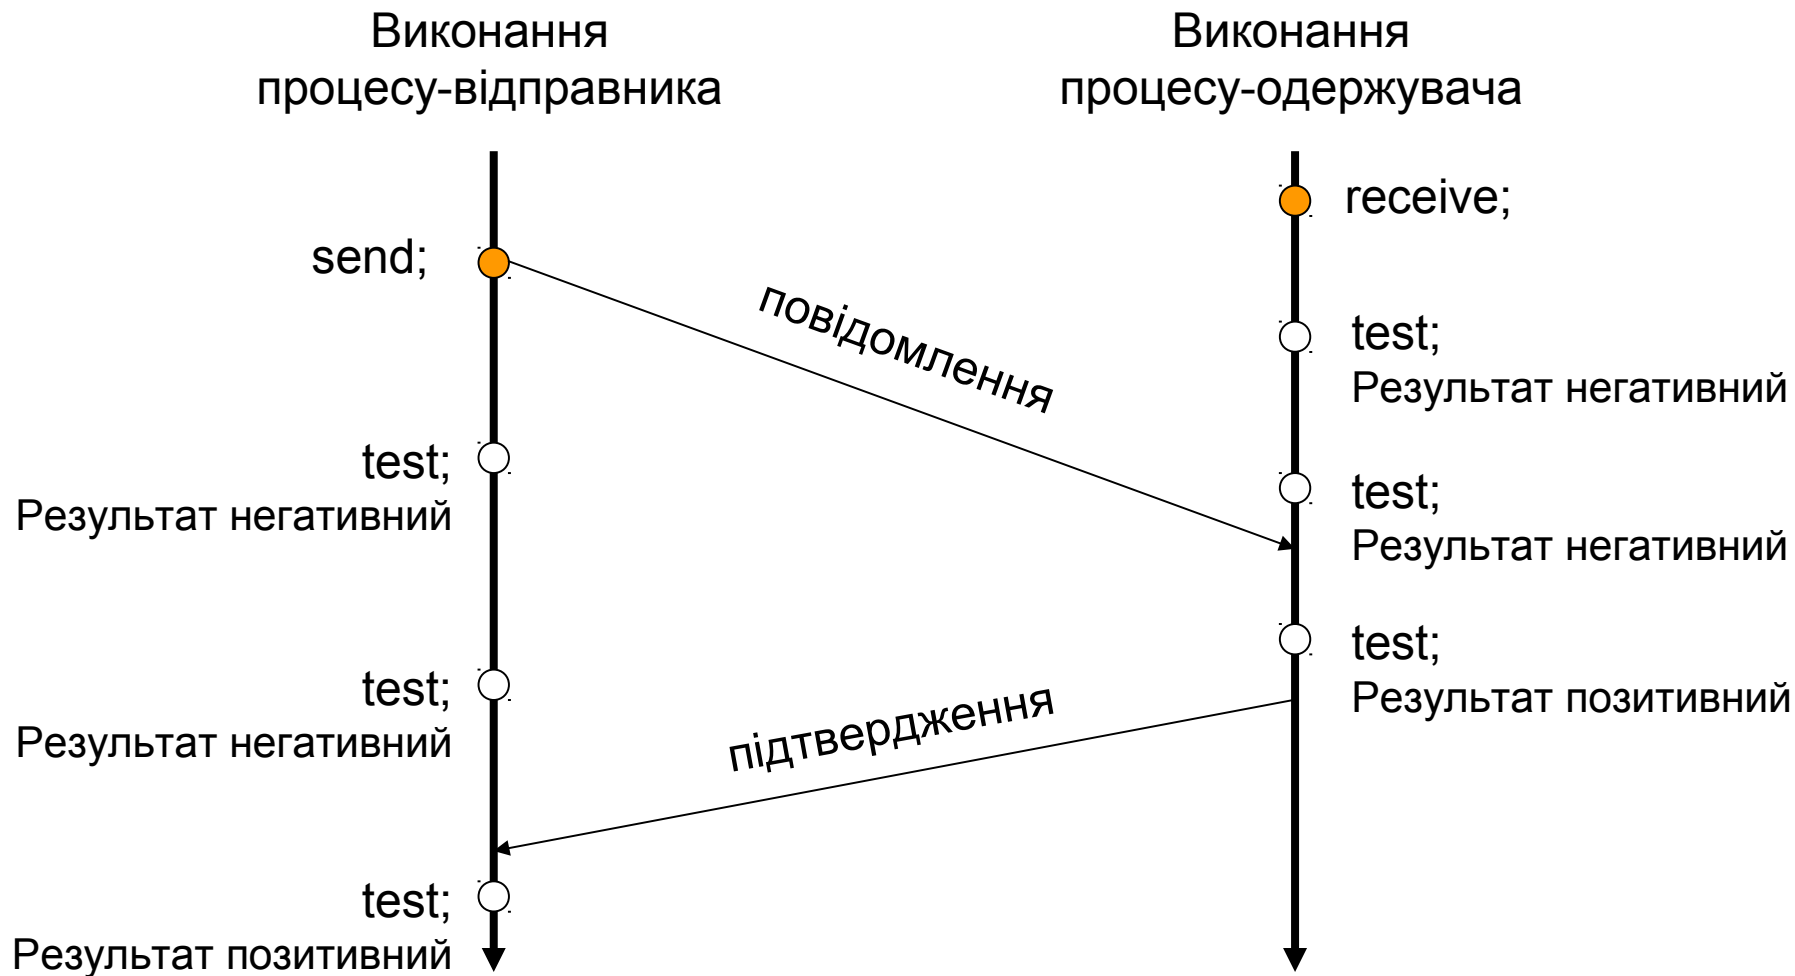 Виконання
процесу-відправника
Виконання
процесу-одержувача
receive;
send;
повідомлення
test;
Результат негативний
test;
Результат негативний
test;
Результат негативний
test;
Результат позитивний
test;
Результат негативний
підтвердження
test;
Результат позитивний